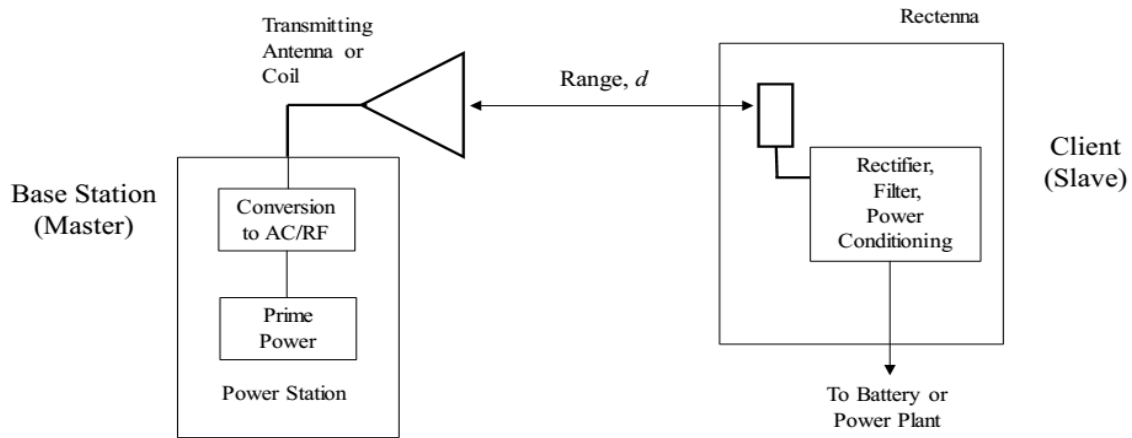 Transmitting
Antenna or
Coil
Rectenna
Range, d
Base Station
(Master)
Conversion
to AC/RF
Prime
Power
Power Station
Rectifier,
Filter,
Power
Conditioning
Client
(Slave)
To Battery or
Power Plant